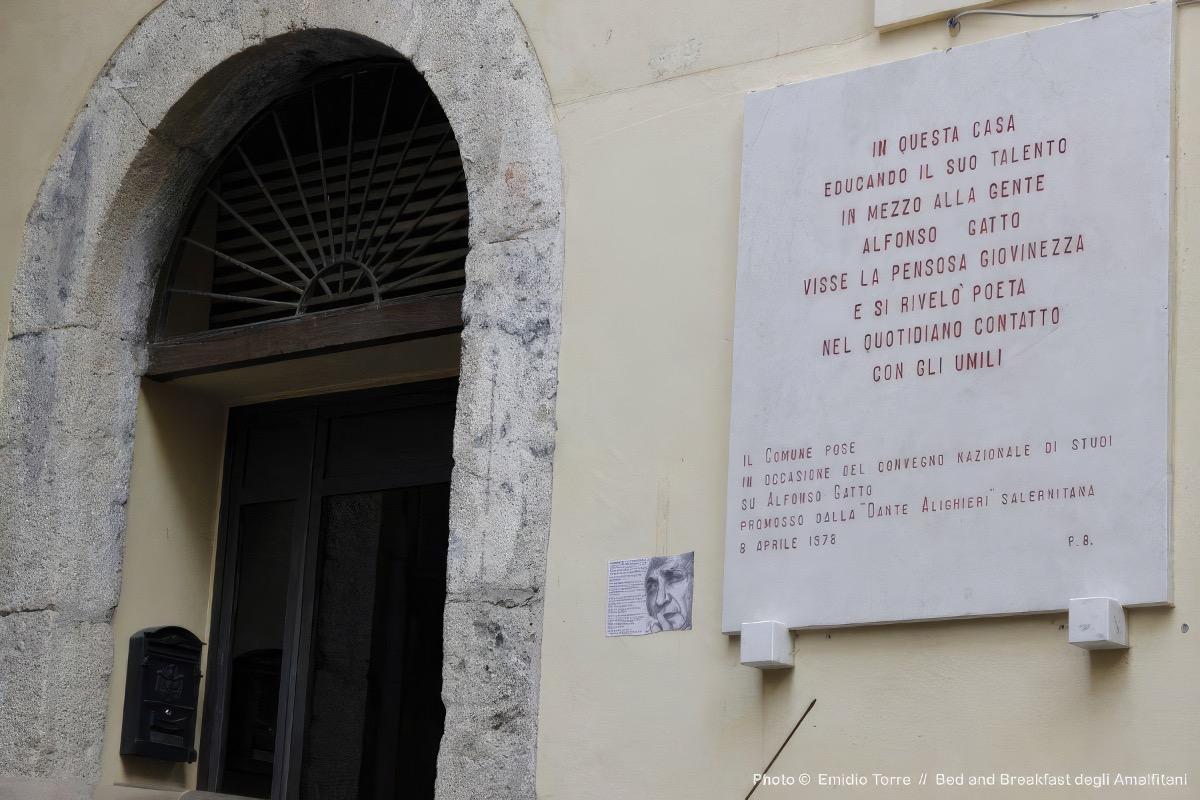 IN QUESTA CASA
EDUCANDO IL SUO TALENTO
IN MEZZO ALLA GENTE
ALFONSO GATTO
VISSE LA PENSOSA GIOVINEZZA
E SI RIVELO' POETA
NEL QUOTIDIANO CONTATTO
CON GLI UMILI
IL COMUNE POSE
IN OCCASIONE DEL CONVEGNO NAZIONALE DI STUDI
SU ALFONSO GATTO
PROMOSSO DALLA "DANTE ALIGHIERI" SALERNITANA
8 APRILE 1978
P.B.
Photo © Emidio Torre // Bed and Breakfast degli Amalfitani